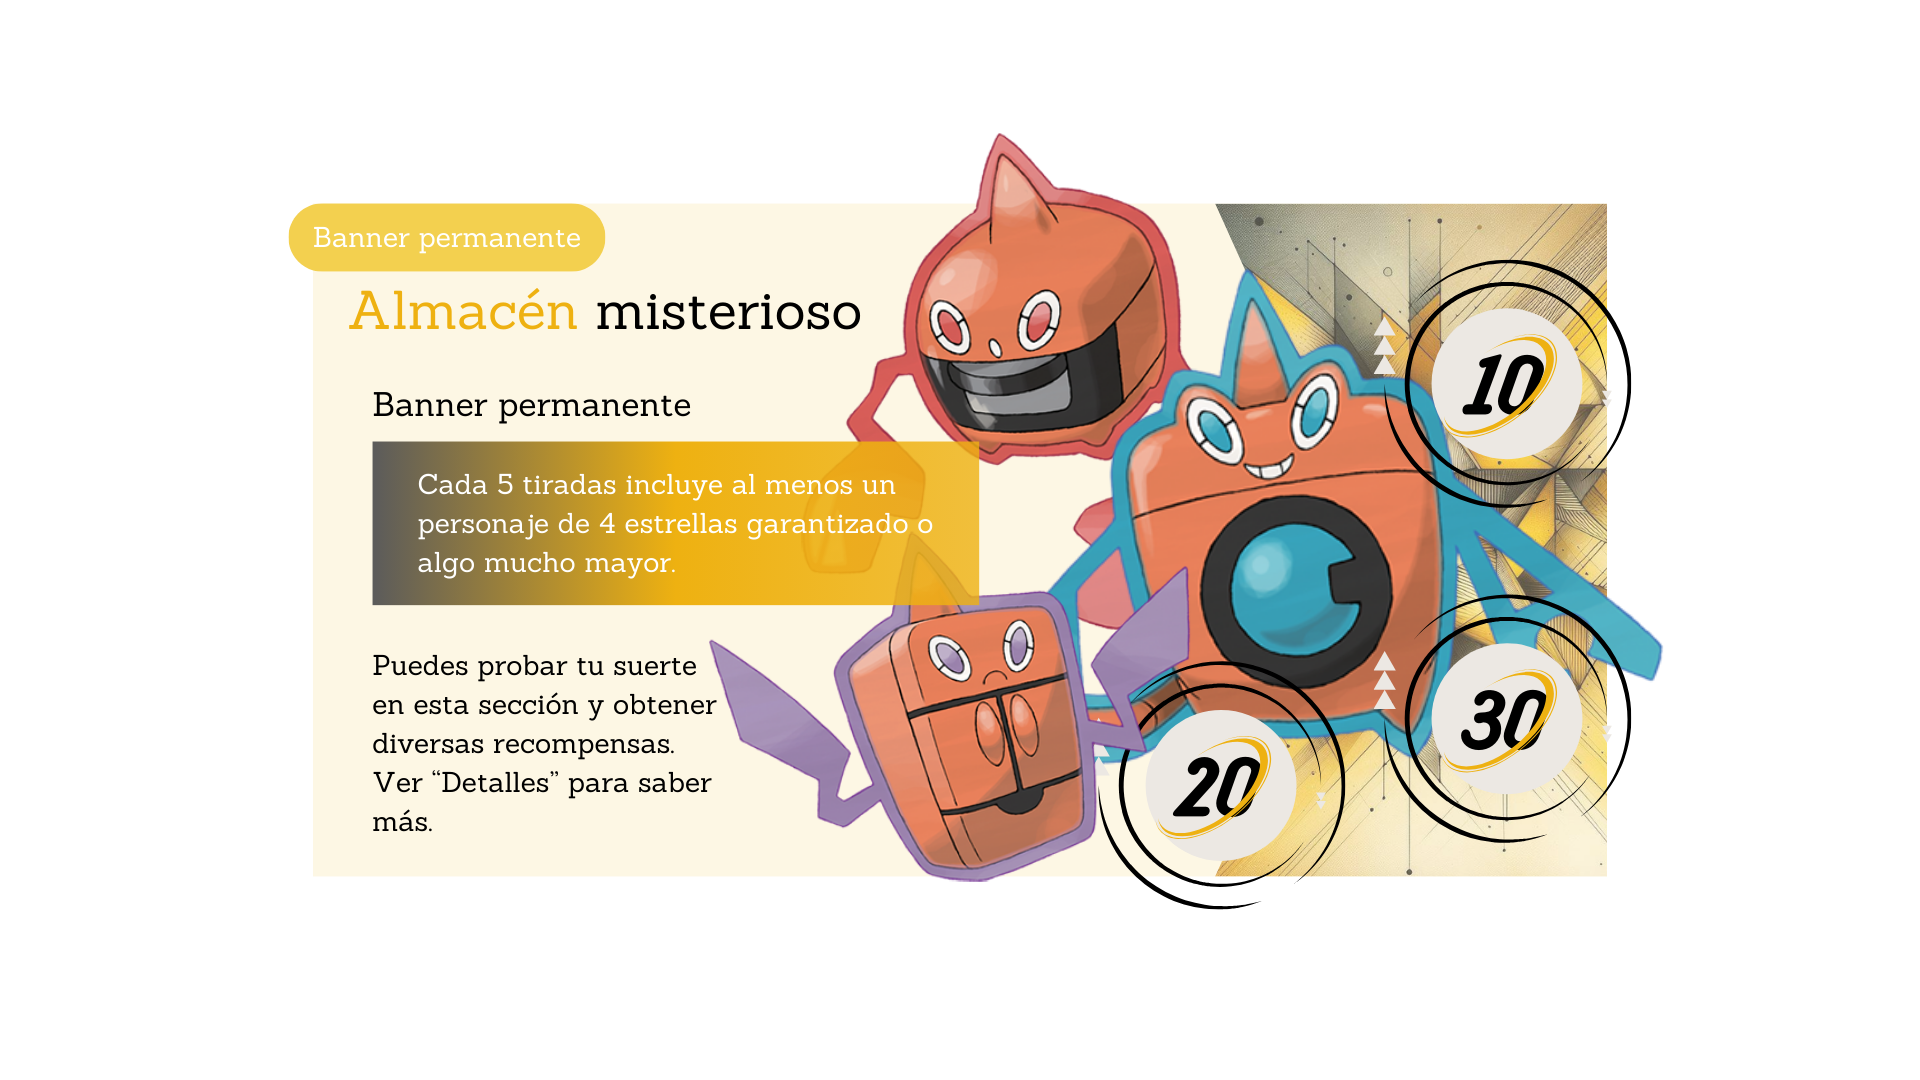 Banner permanente
Almacén misterioso
Banner permanente
Cada 5 tiradas incluye al menos un
personaje de 4 estrellas garantizado o
algo mucho mayor.
Puedes probar tu suerte
en esta sección y obtener
diversas recompensas.
Ver “Detalles” para saber
más.
10
20
30